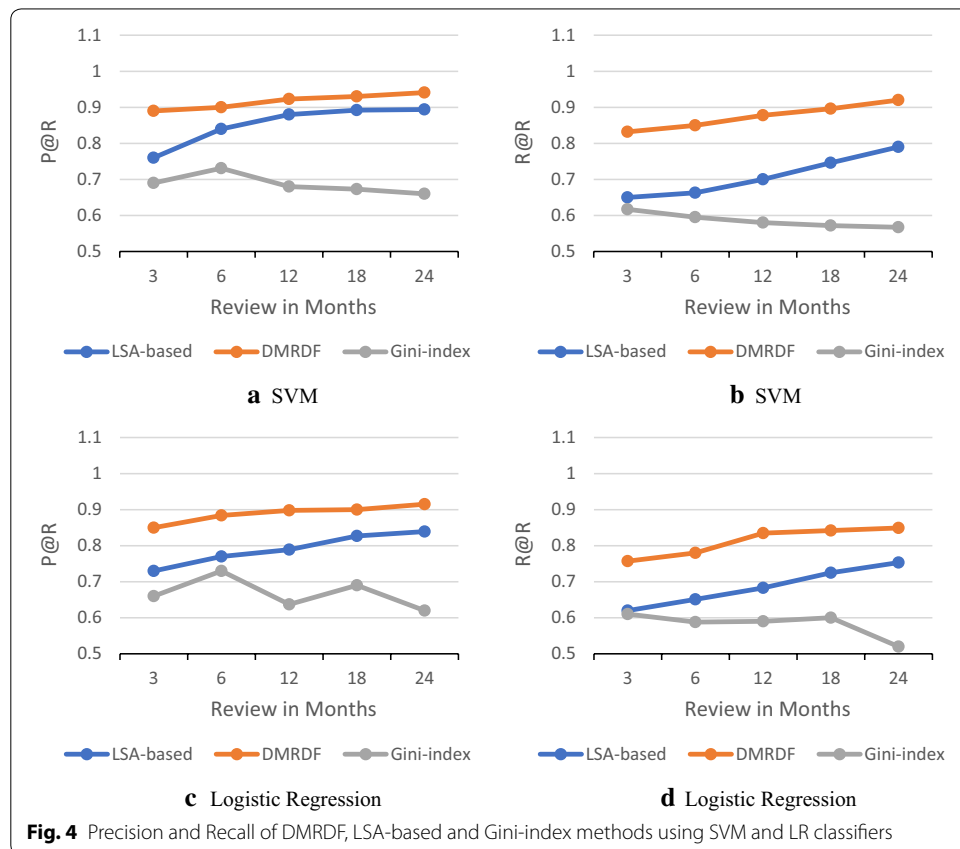 1.1
1
0.9
0.8
0.7
0.6
0.5
P@R
3 6 12 18 24
Review in Months
LSA-based DMRDF Gini-index
a SVM
1.1
1
0.9
0.8
0.7
0.6
0.5
R@R
3 6 12 18 24
Review in Months
LSA-based DMRDF Gini-index
b SVM
1.1
1
0.9
0.8
0.7
0.6
0.5
P@R
3 6 12 18 24
Review in Months
LSA-based DMRDF Gini-index
c Logistic Regression
1.1
1
0.9
0.8
0.7
0.6
0.5
R@R
3 6 12 18 24
Review in Months
LSA-based DMRDF Gini-index
d Logistic Regression
Fig. 4 Precision and Recall of DMRDF, LSA-based and Gini-index methods using SVM and LR classifiers